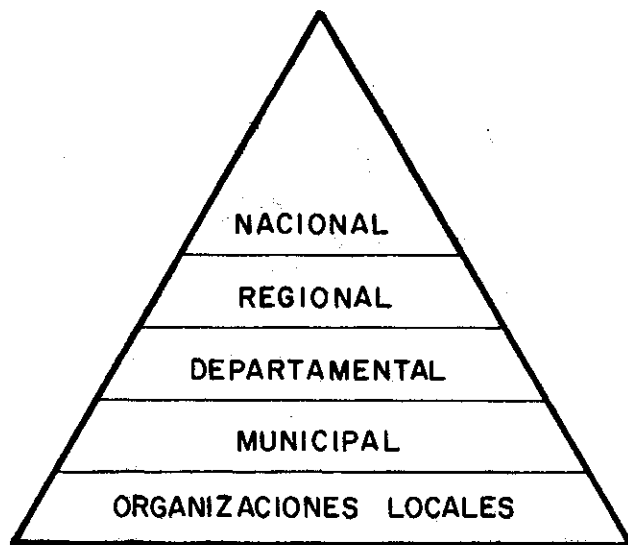 NACIONAL
REGIONAL
DEPARTAMENTAL
MUNICIPAL
ORGANIZACIONES LOCALES